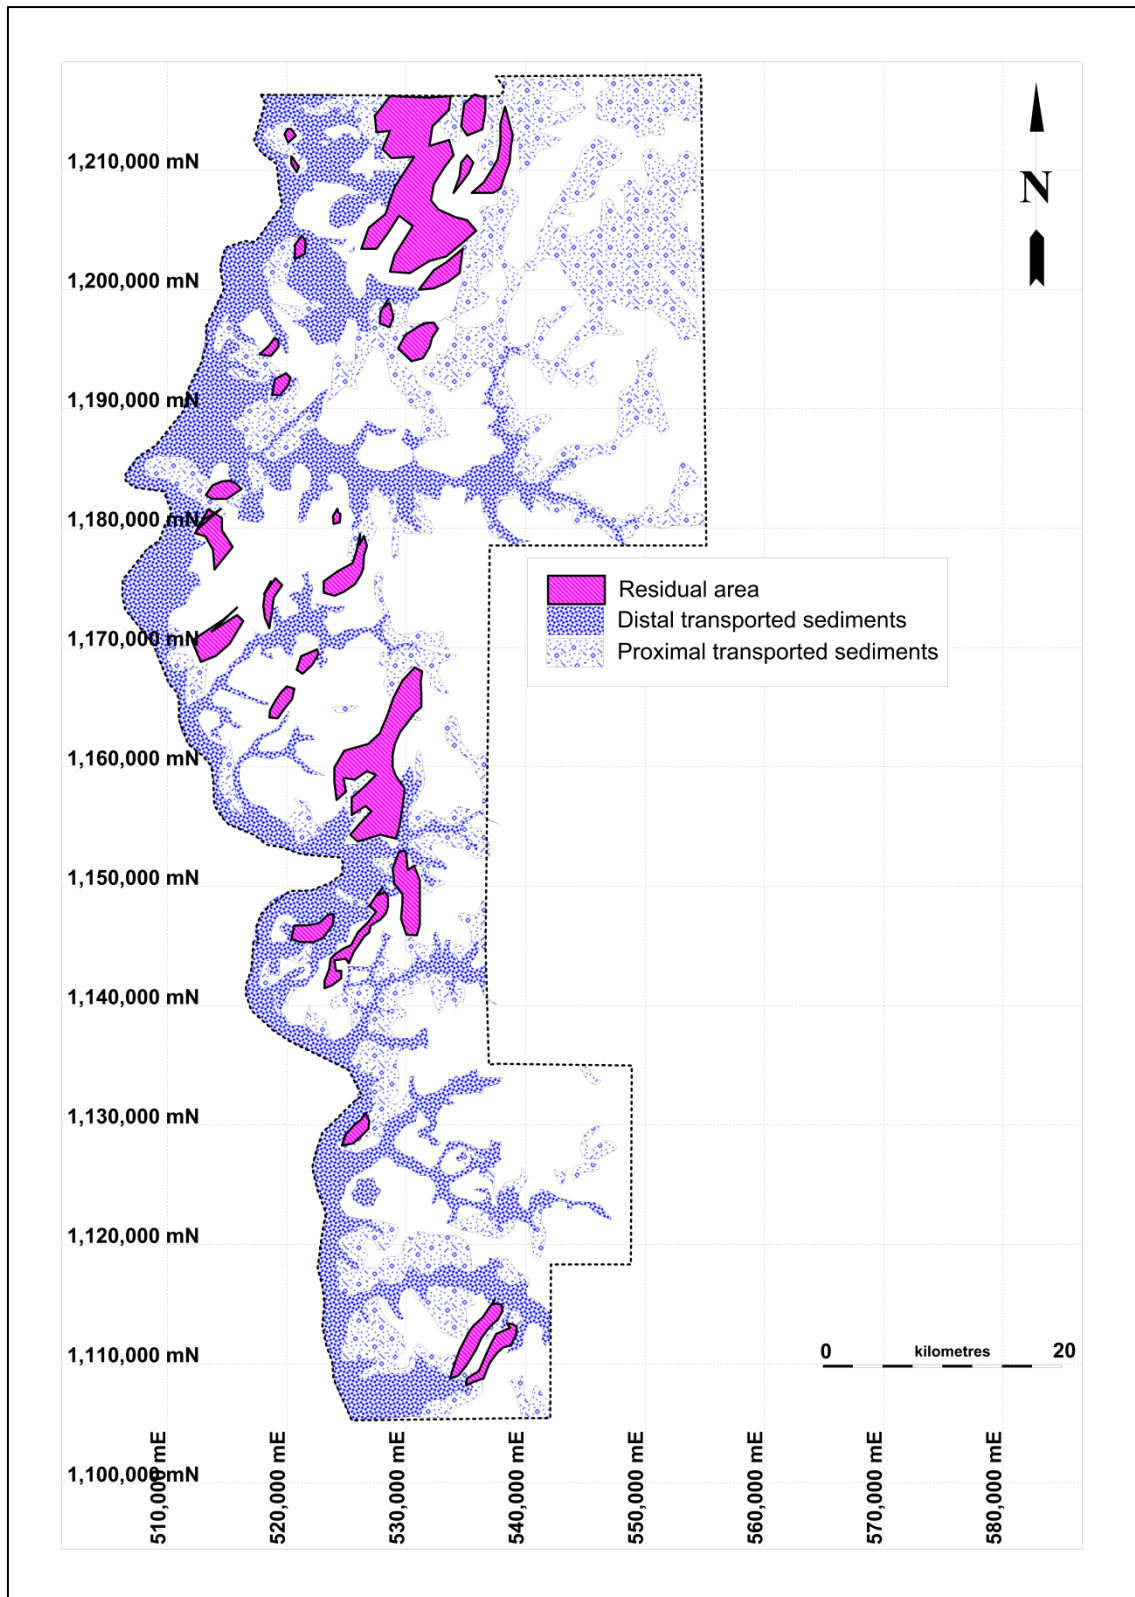 1,210,000 mN
N
1,200,000 mN
1,190,000 mN
1,180,000 mN
Residual area
Distal transported sediments
Proximal transported sediments
1,170,000 mN
1,160,000 mN
1,150,000 mN
1,140,000 mN
1,130,000 mN
1,120,000 mN
1,110,000 mN
0 kilometres 20
1,100,000 mN
510,000 mE
520,000 mE
530,000 mE
540,000 mE
550,000 mE
560,000 mE
570,000 mE
580,000 mE